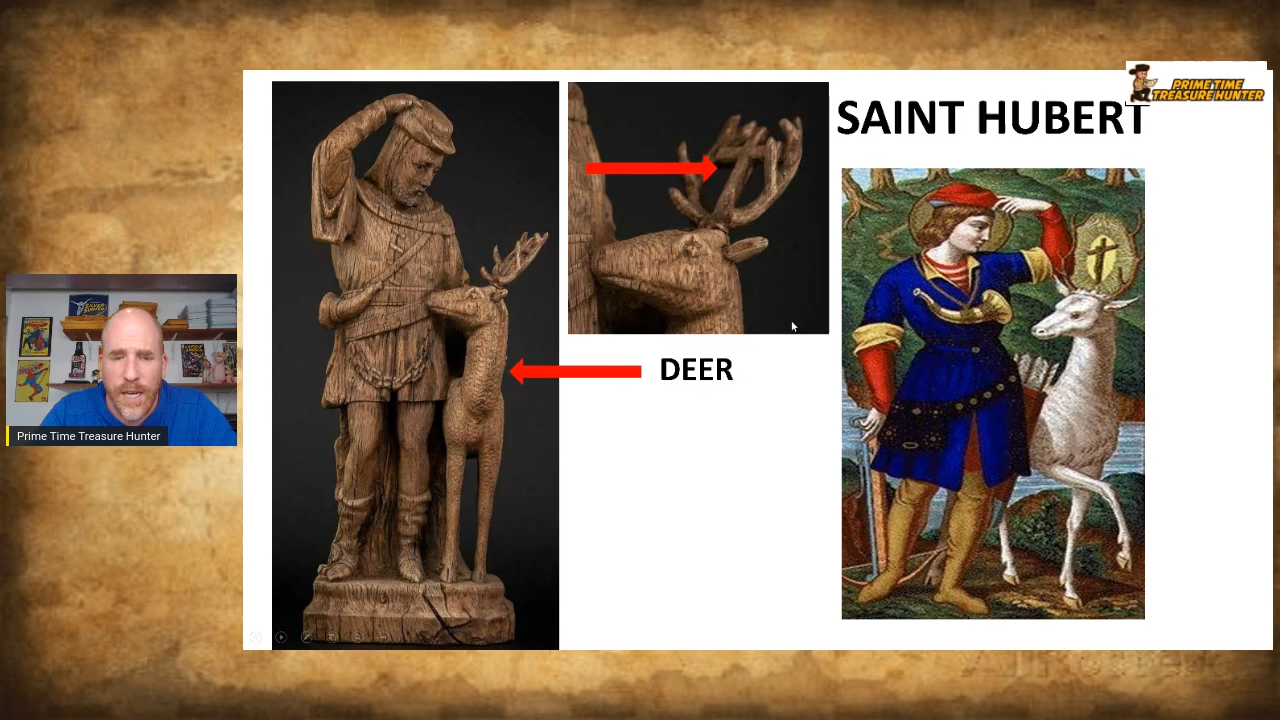 PRIME TIME
TREASURE HUNTER
SAINT HUBERT
DEER
Prime Time Treasure Hunter